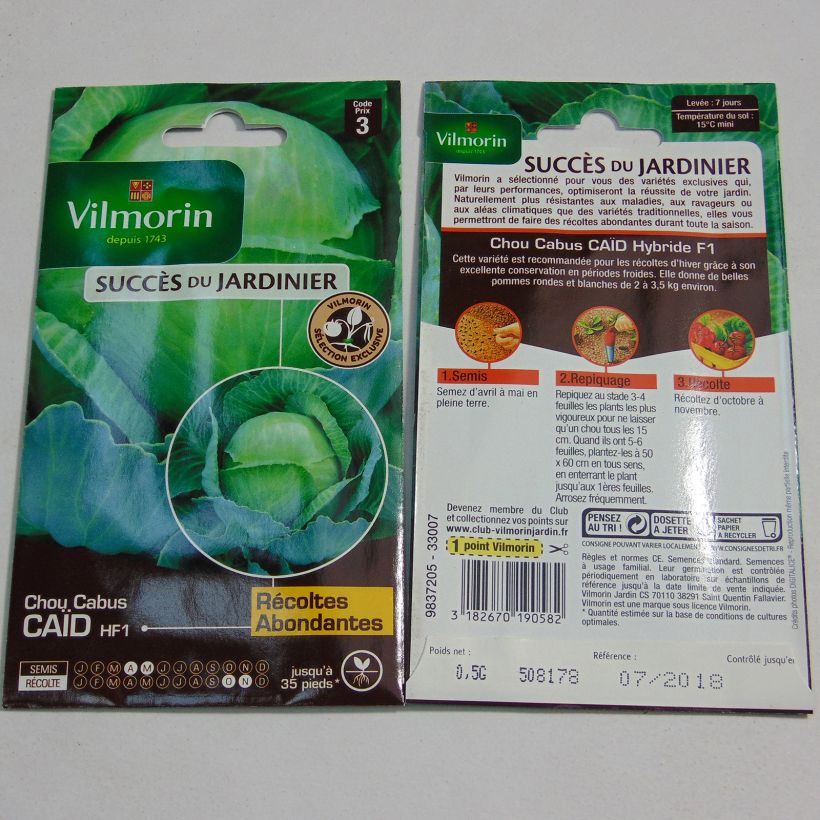 Code
Prix
3
Vilmorin
depuis 1743
SUCCÈS DU JARDINIER
VILMORIN
SÉLECTION EXCLUSIVE
Chou Cabus
CAÏD HF1
Récoltes
Abondantes
SEMIS J F M A M J J A S O N D
RÉCOLTE J F M A M J J A S O N D
jusqu'à
35 pieds*
Levée : 7 jours
Température du sol :
15°C mini
Vilmorin
depuis 1743
SUCCÈS DU JARDINIER
Vilmorin a sélectionné pour vous des variétés exclusives qui,
par leurs performances, optimiseront la réussite de votre jardin.
Naturellement plus résistantes aux maladies, aux ravageurs ou
aux aléas climatiques que des variétés traditionnelles, elles vous
permettront de faire des récoltes abondantes durant toute la saison.
Chou Cabus CAÏD Hybride F1
Cette variété est recommandée pour les récoltes d'hiver grâce à son
excellente conservation en périodes froides. Elle donne de belles
pommes rondes et blanches de 2 à 3,5 kg environ.
1.Semis
Semez d'avril à mai en
pleine terre.
2.Repiquage
Repiquez au stade 3-4
feuilles les plants les plus
vigoureux pour ne laisser
qu'un chou tous les 15
cm. Quand ils ont 5-6
feuilles, plantez-les à 50
x 60 cm en tous sens,
en enterrant le plant
jusqu'aux 1ères feuilles.
Arrosez fréquemment.
3.Récolte
Récoltez d'octobre à
novembre.
Devenez membre du Club
et collectionnez vos points sur
www.club-vilmorinjardin.fr
1 point Vilmorin
9837205 - 33007
3 182670 190582
PENSEZ
AU TRI !
DOSETTE
À JETER
SACHET
PAPIER
À RECYCLER
CONSIGNE POUVANT VARIER LOCALEMENT WWW.CONSIGNESDETRI.FR
Règles et normes CE. Semences standard. Semences
à usage familial. Leur germination est contrôlée
périodiquement en laboratoire sur échantillons de
référence jusqu'à la date limite de vente indiquée.
Vilmorin Jardin CS 70110 38291 Saint Quentin Fallavier.
Vilmorin est une marque sous licence Vilmorin.
* Quantité estimée sur la base de conditions de cultures
optimales.
Crédits photos DIGITALICE® - Reproduction même partielle interdite
Poids net :
Référence :
Contrôlé jusqu'e
0,5G 508178 07/2018